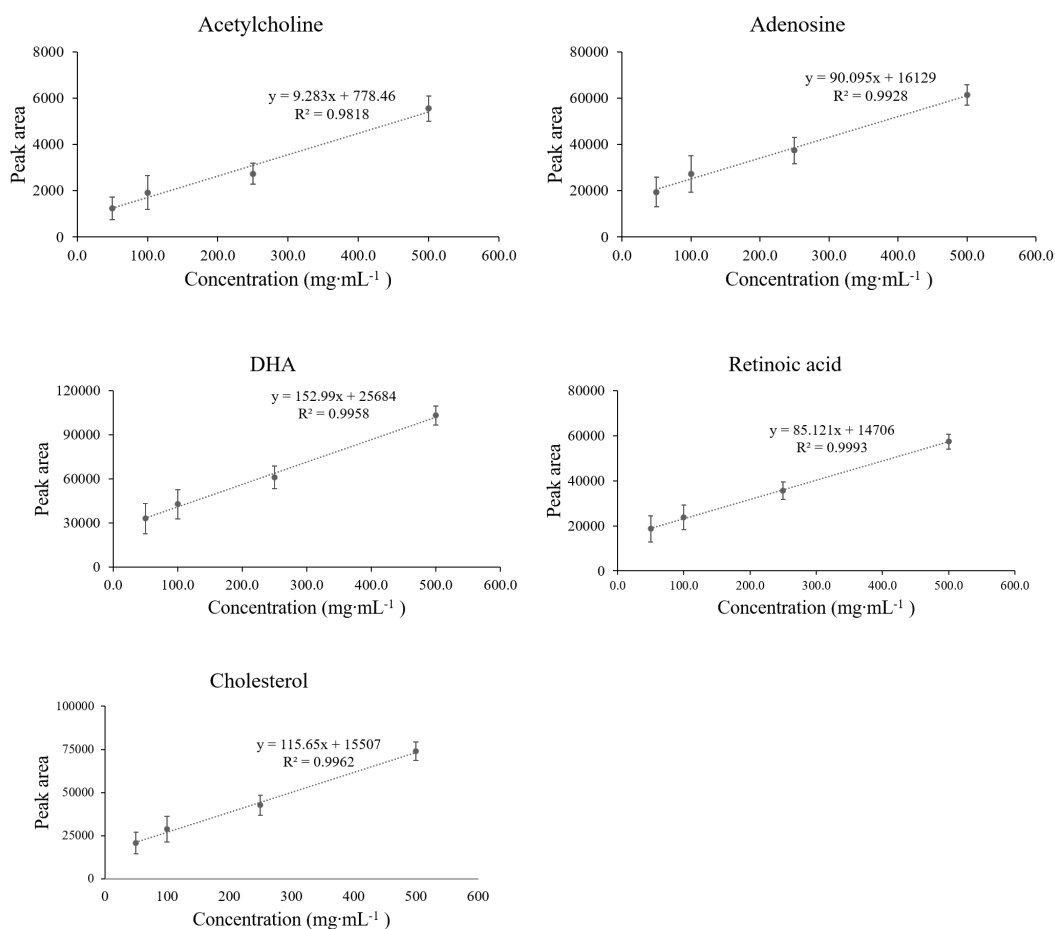 Acetylcholine
8000
6000
4000
2000
0
Peak area
y = 9.283x + 778.46
R² = 0.9818
0.0 100.0 200.0 300.0 400.0 500.0 600.0
Concentration (mg·mL⁻¹ )
Adenosine
80000
60000
40000
20000
0
Peak area
y = 90.095x + 16129
R² = 0.9928
0.0 100.0 200.0 300.0 400.0 500.0 600.0
Concentration (mg·mL⁻¹ )
DHA
120000
90000
60000
30000
0
Peak area
y = 152.99x + 25684
R² = 0.9958
0.0 100.0 200.0 300.0 400.0 500.0 600.0
Concentration (mg·mL⁻¹ )
Retinoic acid
80000
60000
40000
20000
0
Peak area
y = 85.121x + 14706
R² = 0.9993
0.0 100.0 200.0 300.0 400.0 500.0 600.0
Concentration (mg·mL⁻¹ )
Cholesterol
100000
75000
50000
25000
0
Peak area
y = 115.65x + 15507
R² = 0.9962
0 100 200 300 400 500 600
Concentration (mg·mL⁻¹ )